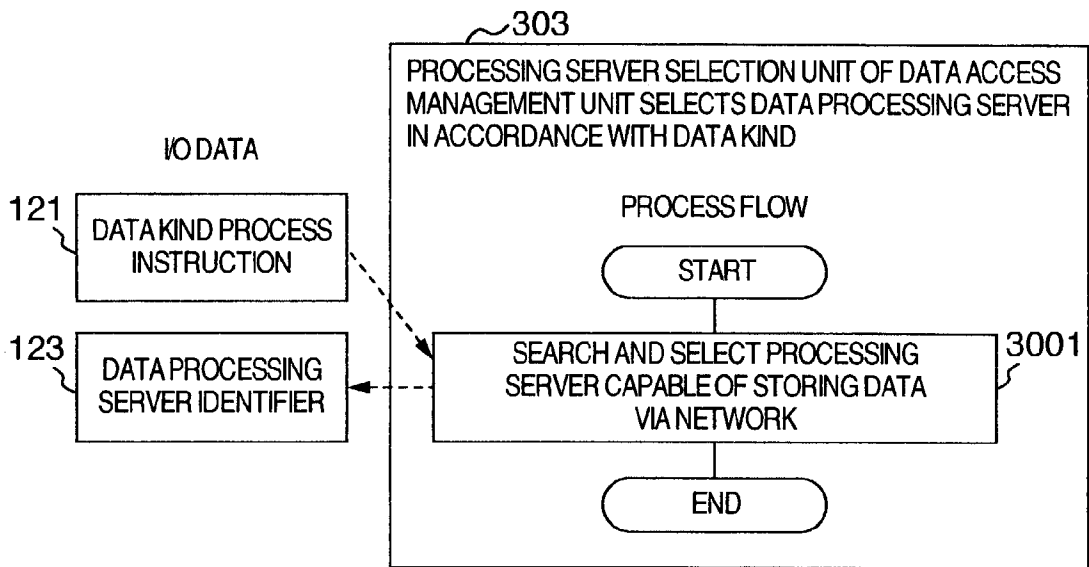 303
PROCESSING SERVER SELECTION UNIT OF DATA ACCESS
MANAGEMENT UNIT SELECTS DATA PROCESSING SERVER
IN ACCORDANCE WITH DATA KIND
I/O DATA
121
DATA KIND PROCESS
INSTRUCTION
123
DATA PROCESSING
SERVER IDENTIFIER
PROCESS FLOW
START
SEARCH AND SELECT PROCESSING
SERVER CAPABLE OF STORING DATA
VIA NETWORK
3001
END